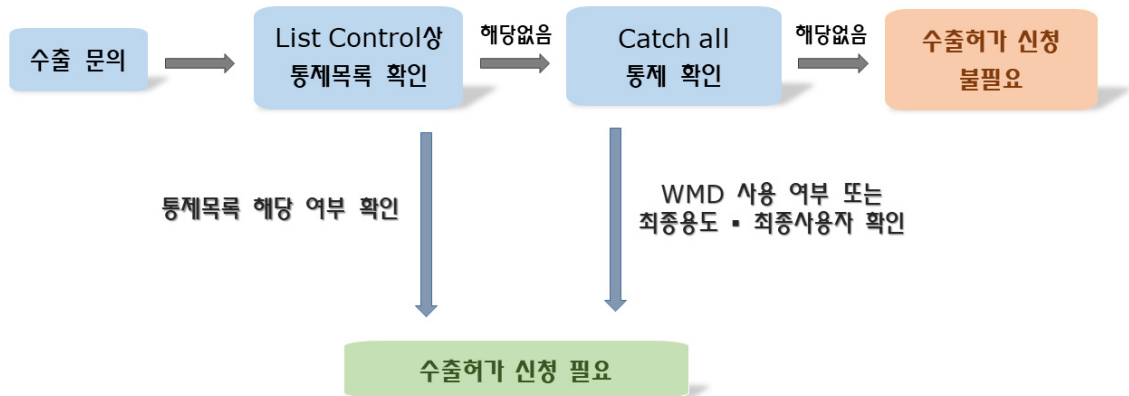 수출 문의
List Control상
통제목록 확인
해당없음
Catch all
통제 확인
해당없음
수출허가 신청
불필요
통제목록 해당 여부 확인
WMD 사용 여부 또는
최종용도 ▪ 최종사용자 확인
수출허가 신청 필요